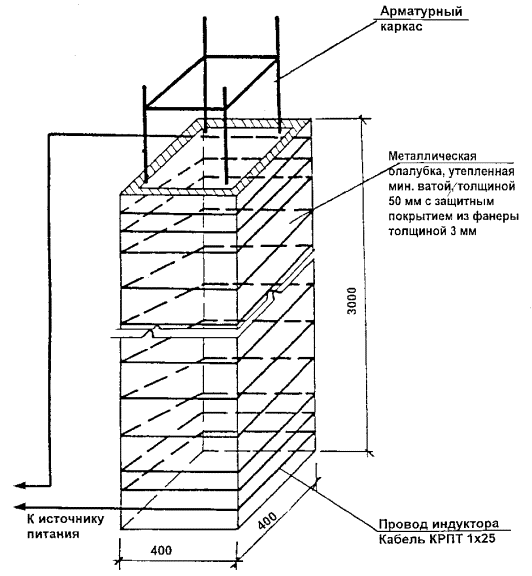 Арматурный
каркас
Металлическая
опалубка, утепленная
мин. ватой толщиной
50 мм с защитным
покрытием из фанеры
толщиной 3 мм
3000
К источнику
питания
400
400
Провод индуктора
Кабель КРПТ 1х25